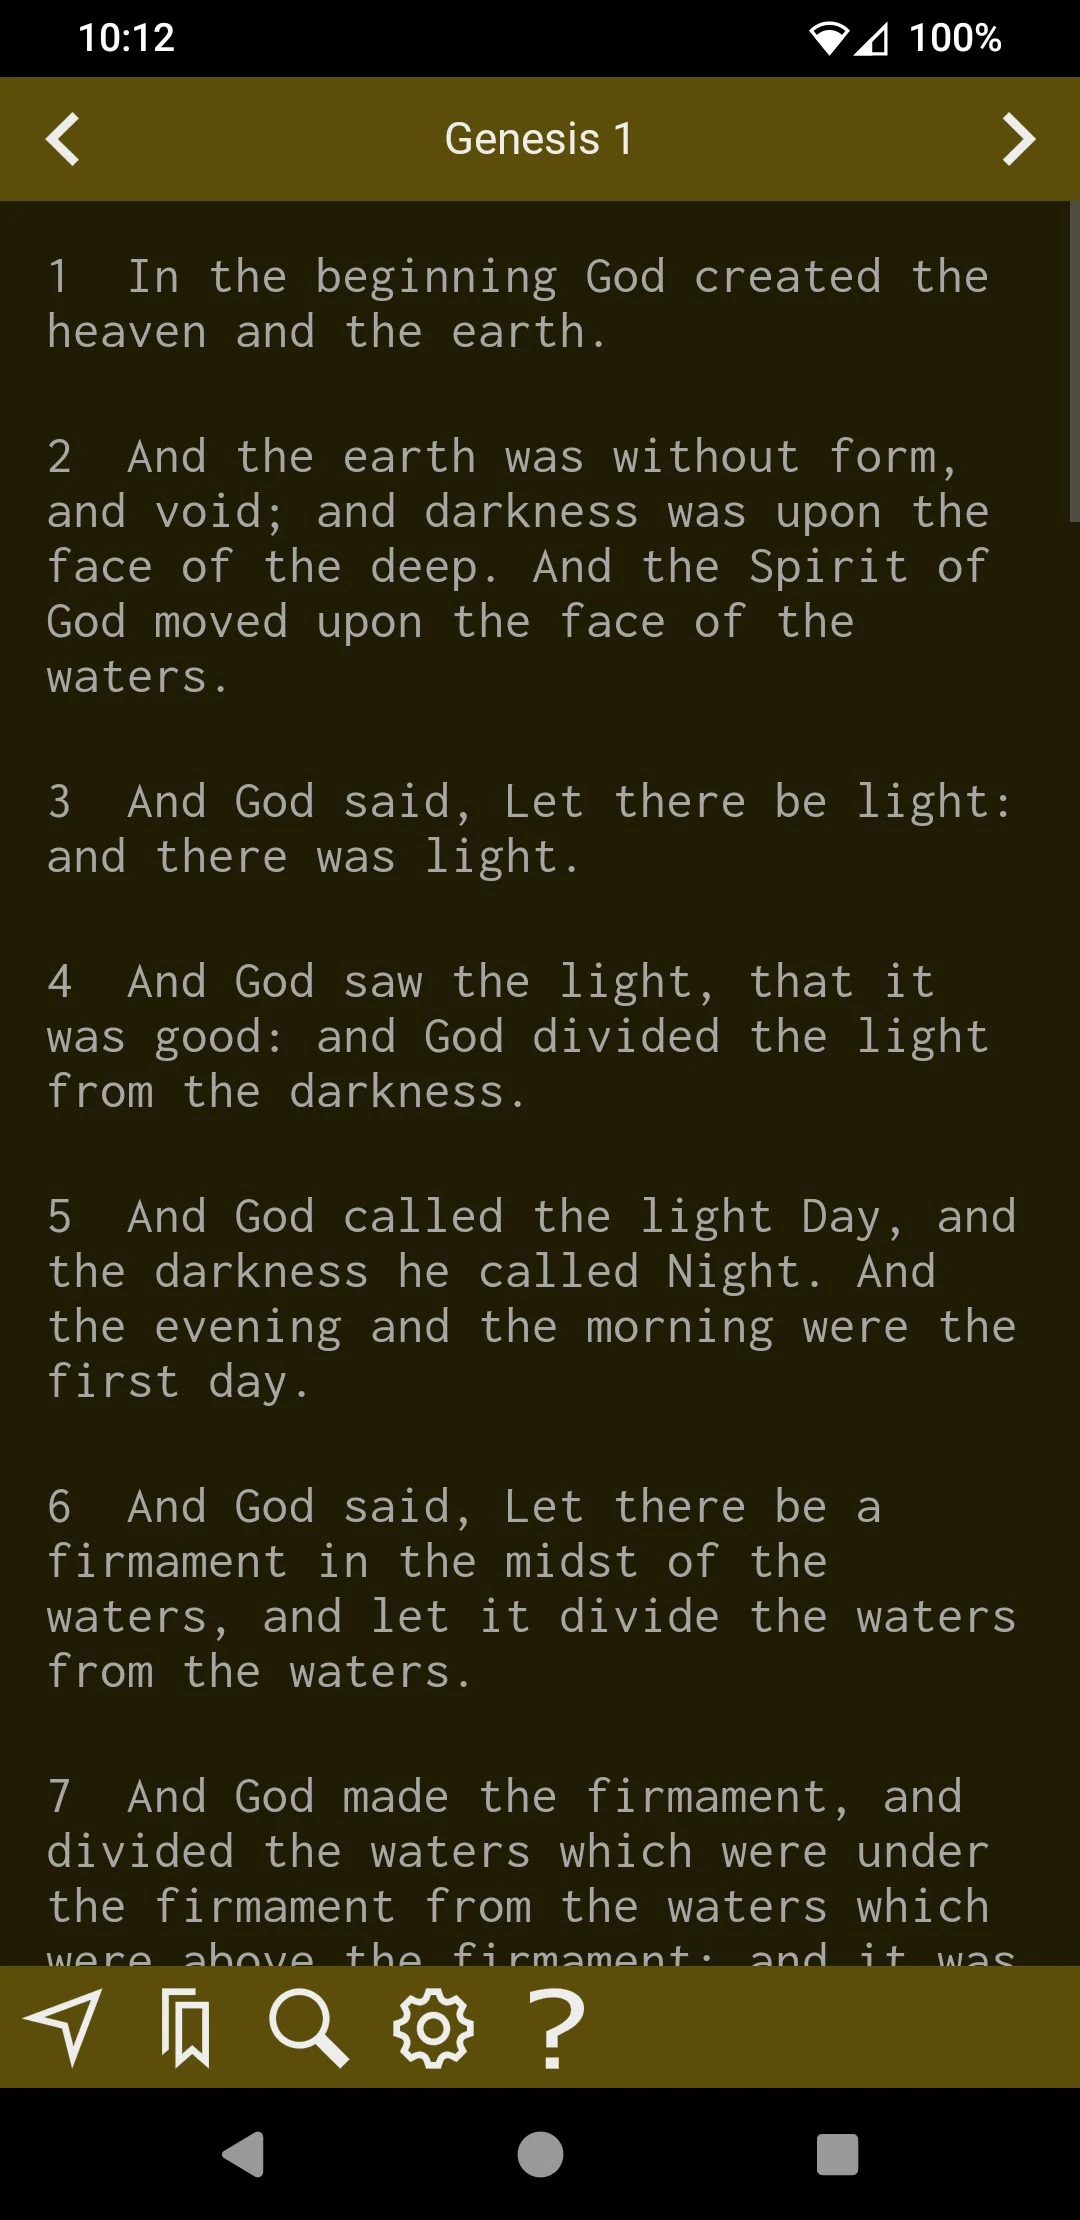 10:12
100%
Genesis 1
1 In the beginning God created the
heaven and the earth.
2 And the earth was without form,
and void; and darkness was upon the
face of the deep. And the Spirit of
God moved upon the face of the
waters.
3 And God said, Let there be light:
and there was light.
4 And God saw the light, that it
was good: and God divided the light
from the darkness.
5 And God called the light Day, and
the darkness he called Night. And
the evening and the morning were the
first day.
6 And God said, Let there be a
firmament in the midst of the
waters, and let it divide the waters
from the waters.
7 And God made the firmament, and
divided the waters which were under
the firmament from the waters which
were above the firmament: and it was